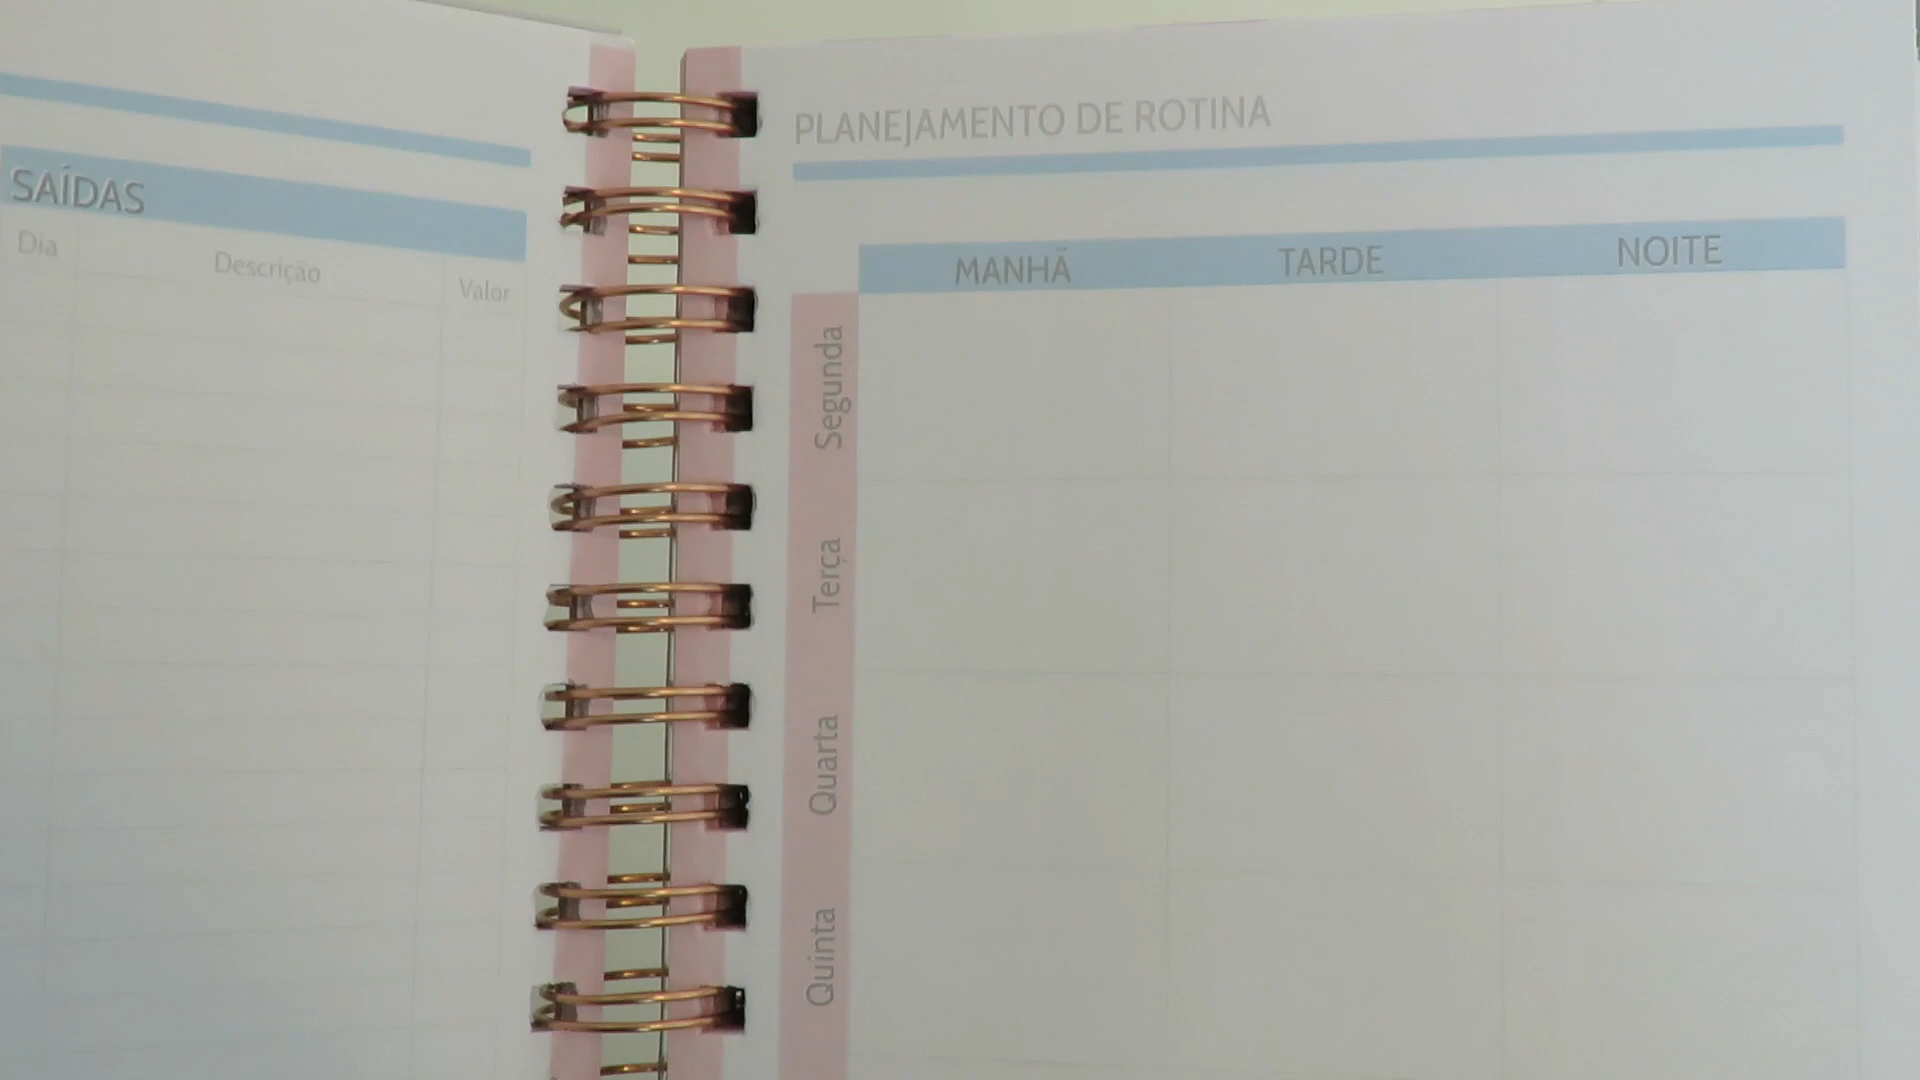 SAÍDAS
Dia Descrição Valor
PLANEJAMENTO DE ROTINA
MANHÃ TARDE NOITE
Segunda
Terça
Quarta
Quinta